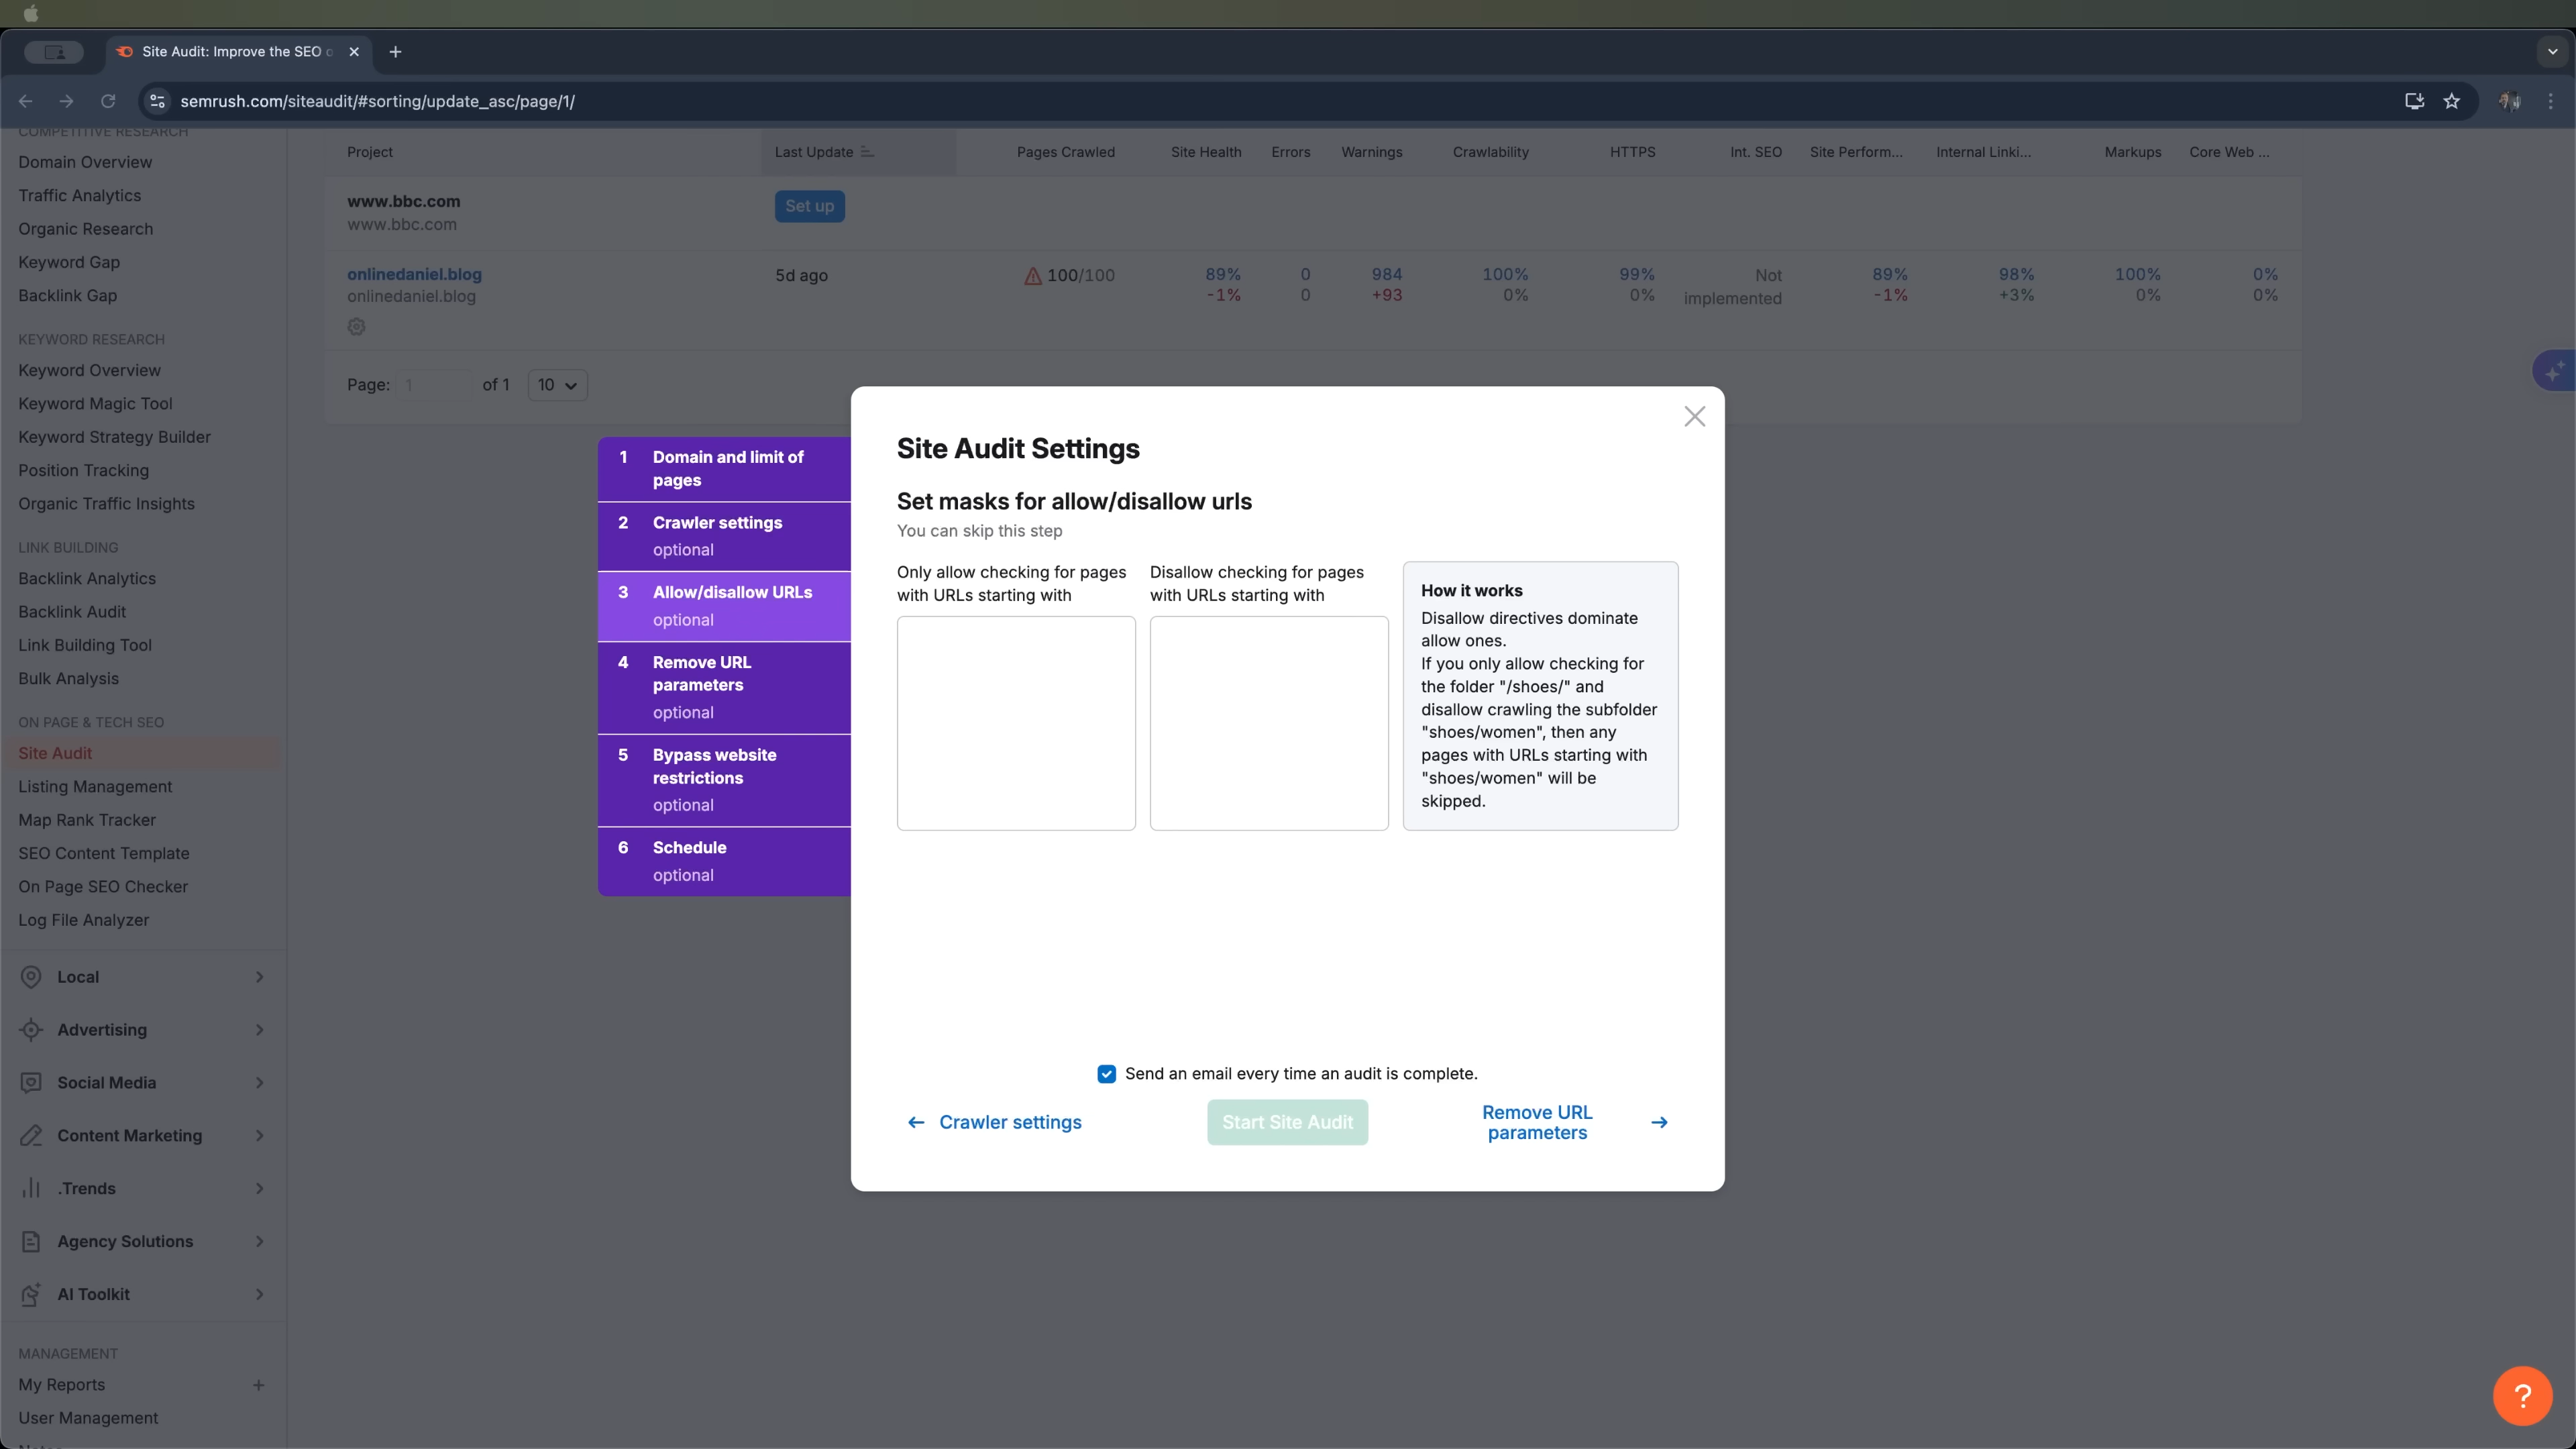 Site Audit: Improve the SEO
semrush.com/siteaudit/#sorting/update_asc/page/1/
COMPETITIVE RESEARCH
Domain Overview
Traffic Analytics
Organic Research
Keyword Gap
Backlink Gap
KEYWORD RESEARCH
Keyword Overview
Keyword Magic Tool
Keyword Strategy Builder
Position Tracking
Organic Traffic Insights
LINK BUILDING
Backlink Analytics
Backlink Audit
Link Building Tool
Bulk Analysis
ON PAGE & TECH SEO
Site Audit
Listing Management
Map Rank Tracker
SEO Content Template
On Page SEO Checker
Log File Analyzer
Local
Advertising
Social Media
Content Marketing
.Trends
Agency Solutions
AI Toolkit
MANAGEMENT
My Reports +
User Management
Project Last Update Pages Crawled Site Health Errors Warnings Crawlability HTTPS Int. SEO Site Perform... Internal Linki... Markups Core Web ...
www.bbc.com Set up
www.bbc.com
onlinedaniel.blog 5d ago 100/100 89% 0 984 100% 99% Not 89% 98% 100% 0%
onlinedaniel.blog -1% 0 +93 0% 0% implemented -1% +3% 0% 0%
Page: 1 of 1 10
1 Domain and limit of
pages
2 Crawler settings
optional
3 Allow/disallow URLs
optional
4 Remove URL
parameters
optional
5 Bypass website
restrictions
optional
6 Schedule
optional
Site Audit Settings
Set masks for allow/disallow urls
You can skip this step
Only allow checking for pages
with URLs starting with
Disallow checking for pages
with URLs starting with
How it works
Disallow directives dominate
allow ones.
If you only allow checking for
the folder "/shoes/" and
disallow crawling the subfolder
"shoes/women", then any
pages with URLs starting with
"shoes/women" will be
skipped.
Send an email every time an audit is complete.
← Crawler settings
Start Site Audit
Remove URL
parameters →
?